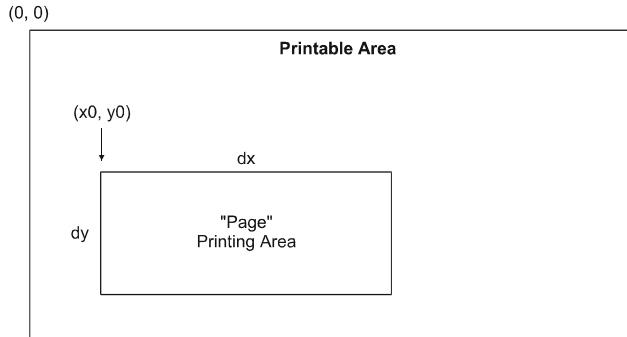 (0, 0)
Printable Area
(x0, y0)
dx
dy
"Page"
Printing Area